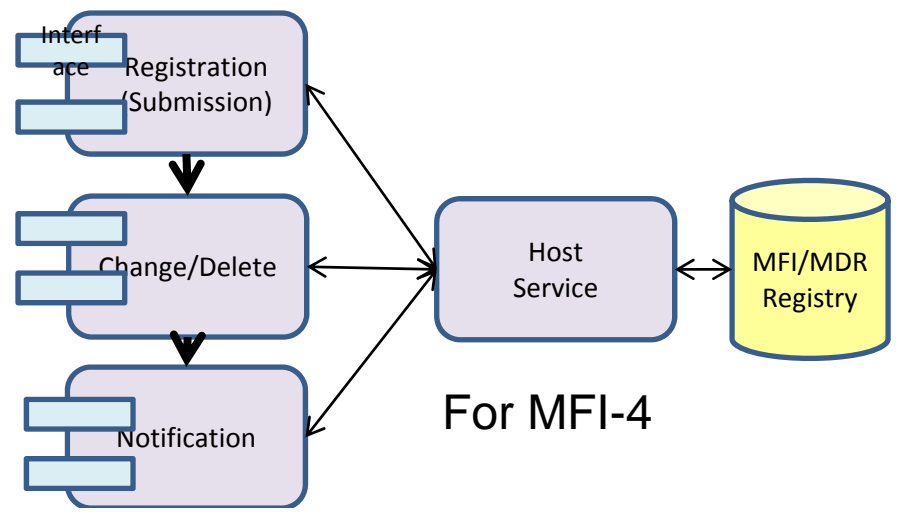 Interf
ace
Registration
(Submission)
Change/Delete
Host
Service
MFI/MDR
Registry
Notification
For MFI-4